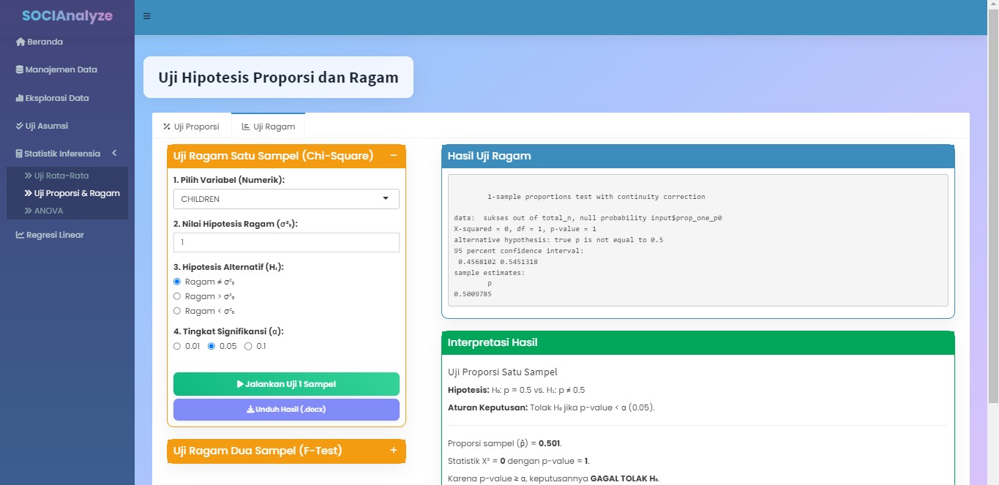 SOCIAnalyze
Beranda
Manajemen Data
Eksplorasi Data
Uji Asumsi
Statistik Inferensia
Uji Rata-Rata
Uji Proporsi & Ragam
ANOVA
Regresi Linear
Uji Hipotesis Proporsi dan Ragam
Uji Proporsi
Uji Ragam
Uji Ragam Satu Sampel (Chi-Square)
1. Pilih Variabel (Numerik):
CHILDREN
2. Nilai Hipotesis Ragam (σ²₀):
1
3. Hipotesis Alternatif (H₁):
Ragam ≠ σ²₀
Ragam > σ²₀
Ragam < σ²₀
4. Tingkat Signifikansi (α):
0.01 0.05 0.1
Jalankan Uji 1 Sampel
Unduh Hasil (.docx)
Uji Ragam Dua Sampel (F-Test)
Hasil Uji Ragam
1-sample proportions test with continuity correction
data:  sukses out of total_n, null probability input$prop_one_p0
X-squared = 0, df = 1, p-value = 1
alternative hypothesis: true p is not equal to 0.5
95 percent confidence interval:
0.4568102 0.5451318
sample estimates:
p
0.5009785
Interpretasi Hasil
Uji Proporsi Satu Sampel
Hipotesis: H₀: p = 0.5 vs. H₁: p ≠ 0.5
Aturan Keputusan: Tolak H₀ jika p-value < α (0.05).
Proporsi sampel (p̂) = 0.501.
Statistik X² = 0 dengan p-value = 1.
Karena p-value ≥ α, keputusannya GAGAL TOLAK H₀.